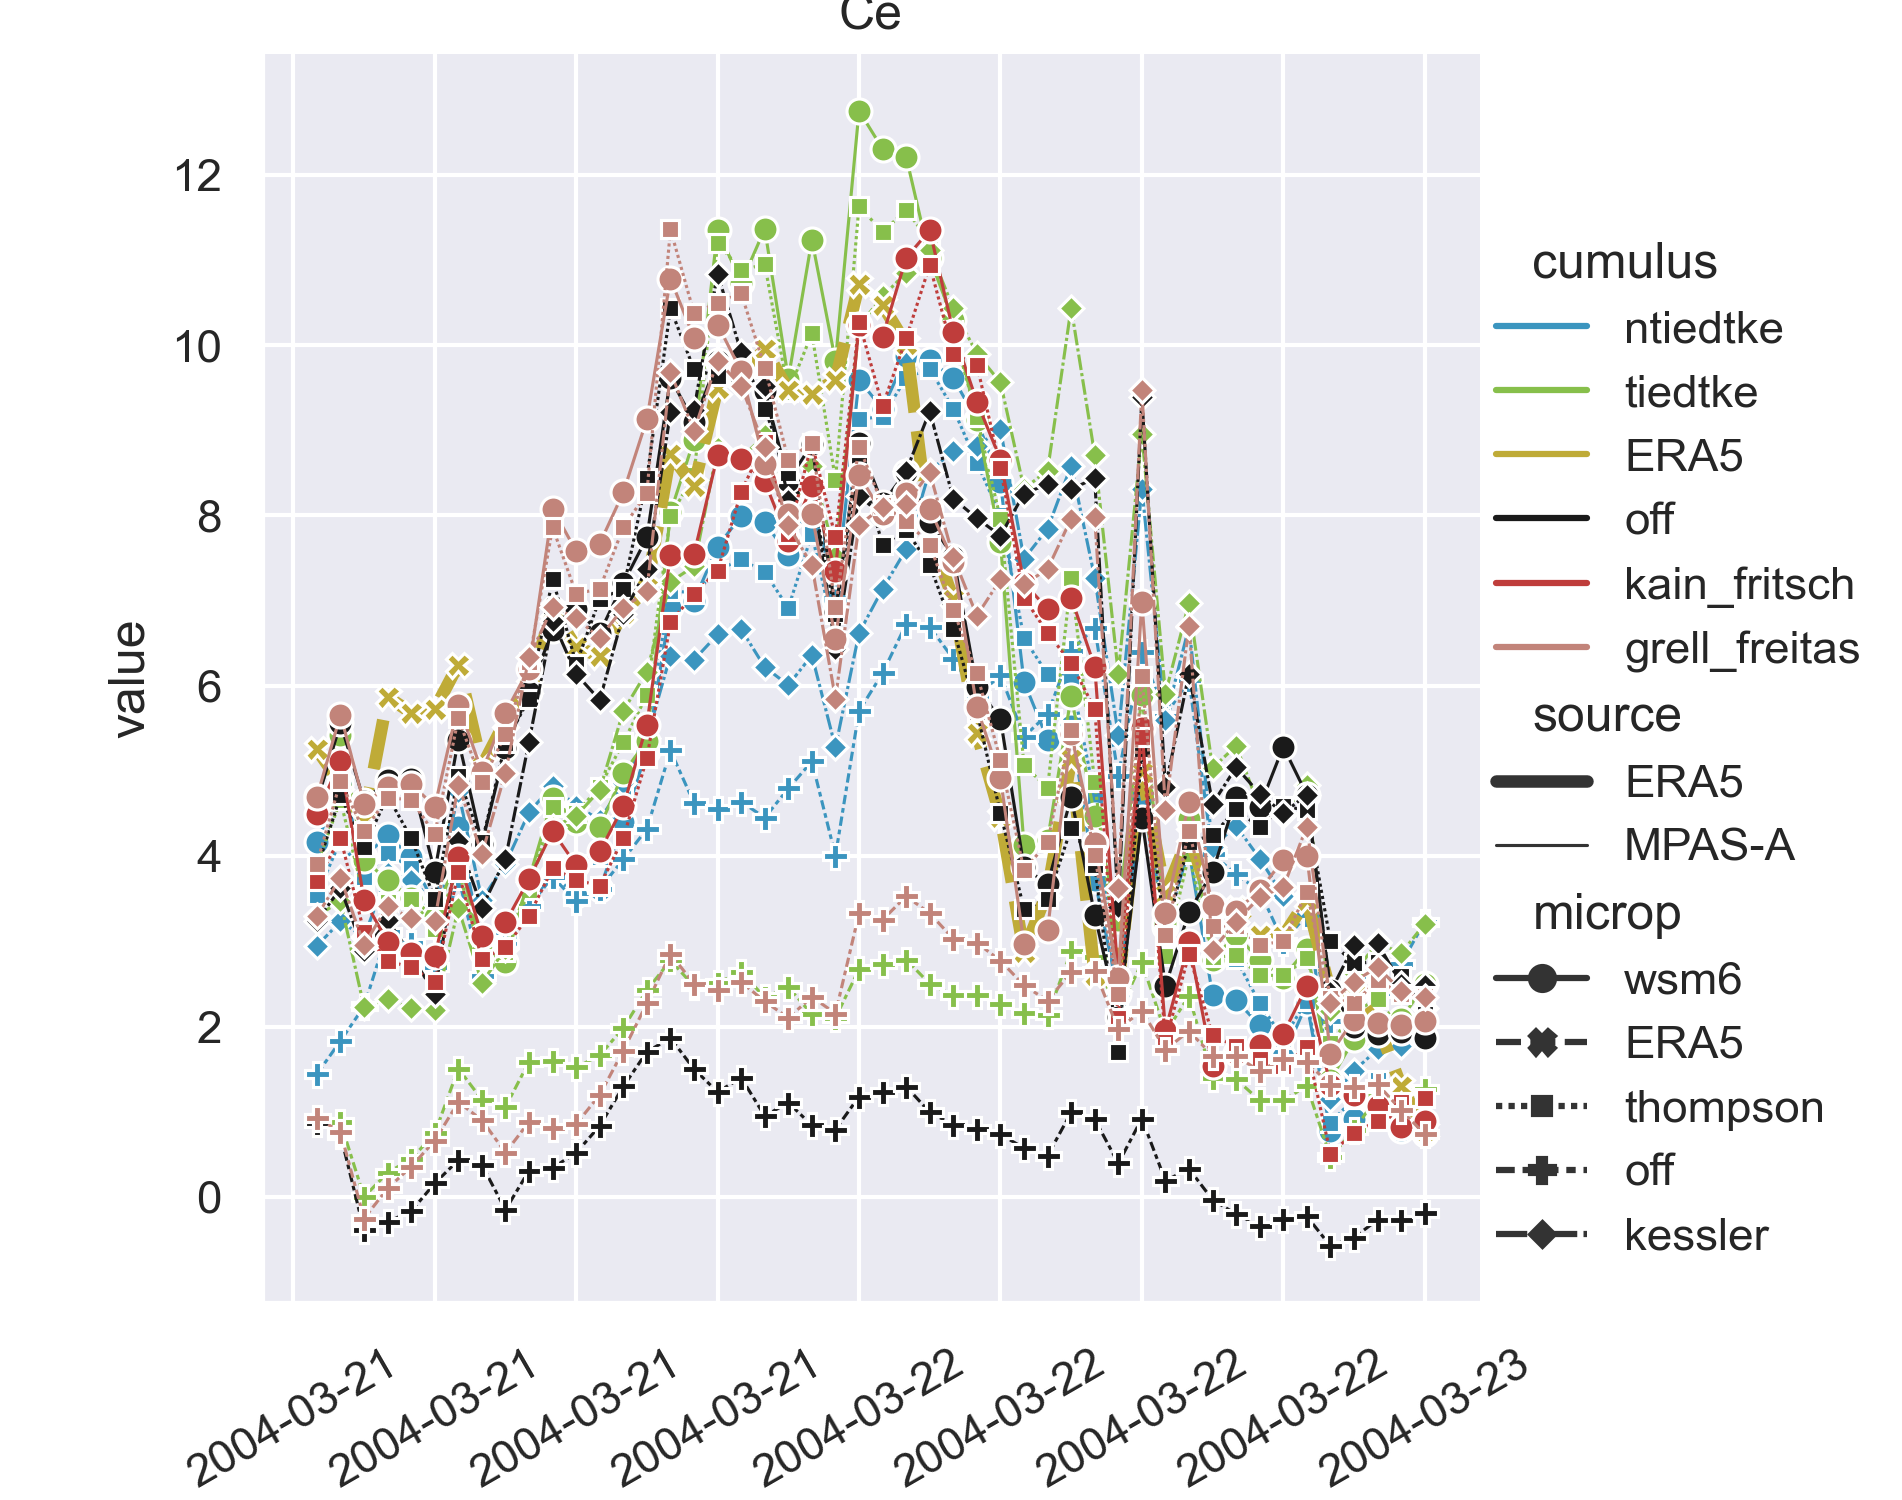 Ce
value
12
10
8
6
4
2
0
2004-03-21
2004-03-21
2004-03-21
2004-03-21
2004-03-22
2004-03-22
2004-03-22
2004-03-22
2004-03-23
cumulus
ntiedtke
tiedtke
ERA5
off
kain_fritsch
grell_freitas
source
ERA5
MPAS-A
microp
wsm6
ERA5
thompson
off
kessler